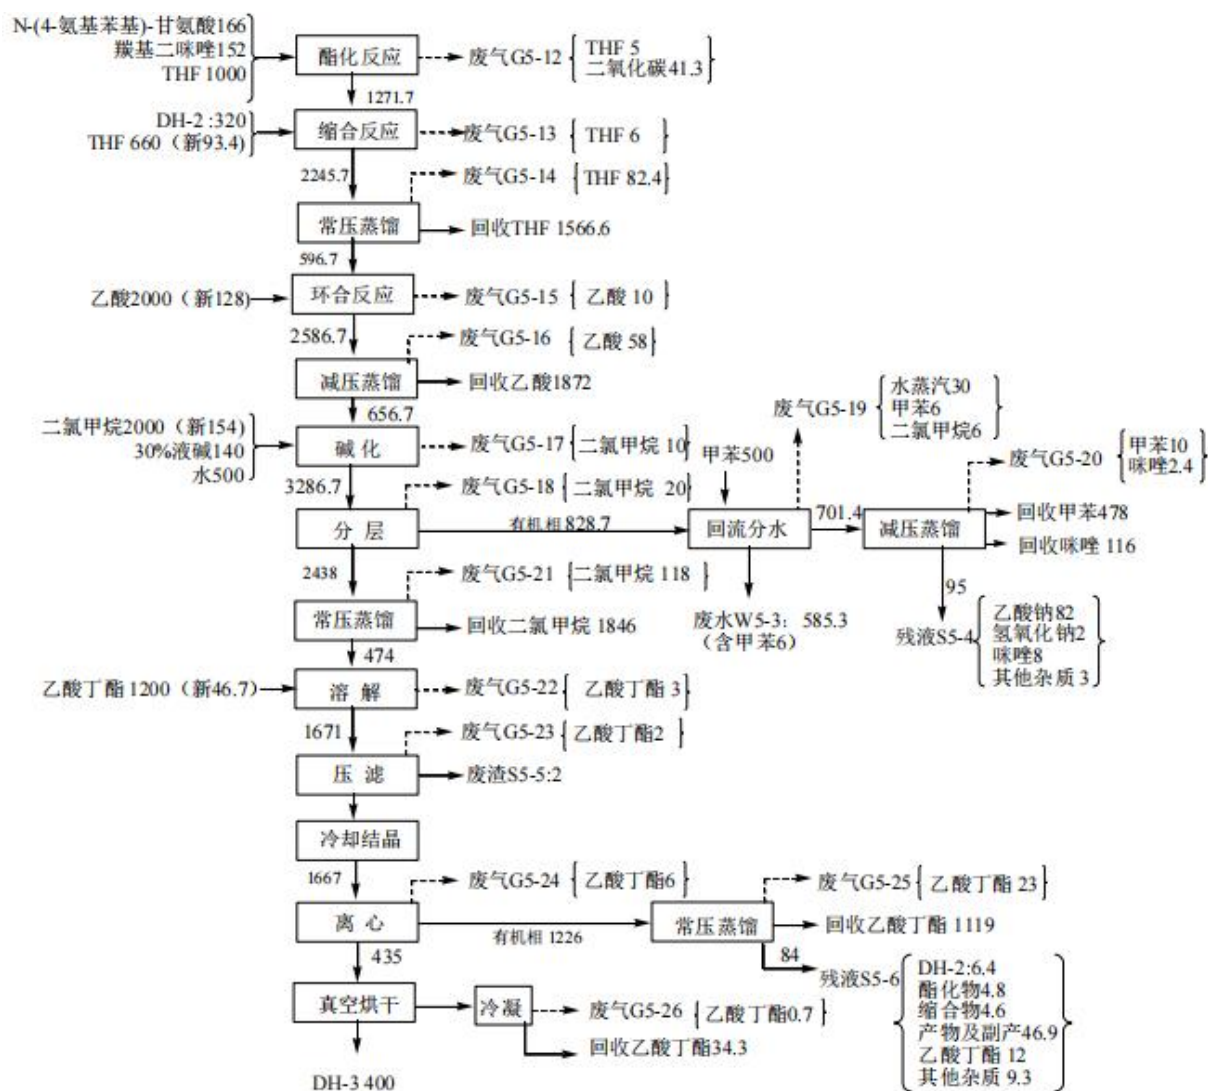 N-(4-氨基苯基)-甘氨酸166
羰基二咪唑152
THF 1000
酯化反应
废气G5-12
THF 5
二氧化碳41.3
1271.7
DH-2 :320
THF 660（新93.4)
缩合反应
废气G5-13
THF 6
2245.7
废气G5-14
THF 82.4
常压蒸馏
回收THF 1566.6
596.7
乙酸2000（新128)
环合反应
废气G5-15
乙酸 10
2586.7
废气G5-16
乙酸 58
减压蒸馏
回收乙酸1872
656.7
二氯甲烷2000（新154)
30%液碱140
水500
碱 化
废气G5-17
二氯甲烷 10
3286.7
废气G5-18
二氯甲烷 20
分 层
有机相 828.7
甲苯500
废气G5-19
水蒸汽30
甲苯6
二氯甲烷6
回流分水
701.4
废气G5-20
甲苯10
咪唑2.4
减压蒸馏
回收甲苯478
回收咪唑 116
废水W5-3：585.3
（含甲苯6）
95
残液S5-4
乙酸钠82
氢氧化钠2
咪唑8
其他杂质 3
2438
废气G5-21
二氯甲烷 118
常压蒸馏
回收二氯甲烷 1846
474
乙酸丁酯 1200（新46.7）
溶 解
废气G5-22
乙酸丁酯 3
1671
废气G5-23
乙酸丁酯2
压 滤
废渣S5-5:2
冷却结晶
1667
废气G5-24
乙酸丁酯6
离 心
有机相 1226
废气G5-25
乙酸丁酯 23
常压蒸馏
回收乙酸丁酯 1119
84
残液S5-6
DH-2:6.4
酯化物4.8
缩合物4.6
产物及副产46.9
乙酸丁酯 12
其他杂质 9.3
435
真空烘干
冷凝
废气G5-26
乙酸丁酯0.7
回收乙酸丁酯34.3
DH-3 400